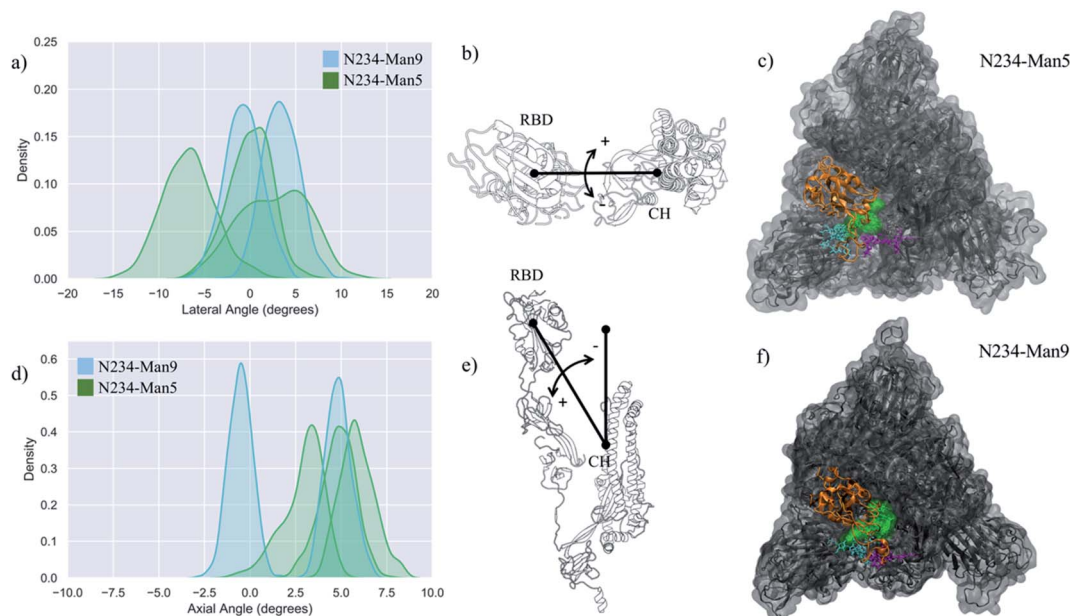 a)
0.25
0.20
0.15
0.10
0.05
0.00
Density
N234-Man9
N234-Man5
−20
−15
−10
−5
0
5
10
15
20
Lateral Angle (degrees)
b)
RBD
+
-
CH
c)
N234-Man5
d)
0.6
0.5
0.4
0.3
0.2
0.1
0.0
Density
N234-Man9
N234-Man5
−10.0
−7.5
−5.0
−2.5
0.0
2.5
5.0
7.5
10.0
Axial Angle (degrees)
e)
RBD
-
+
CH
f)
N234-Man9